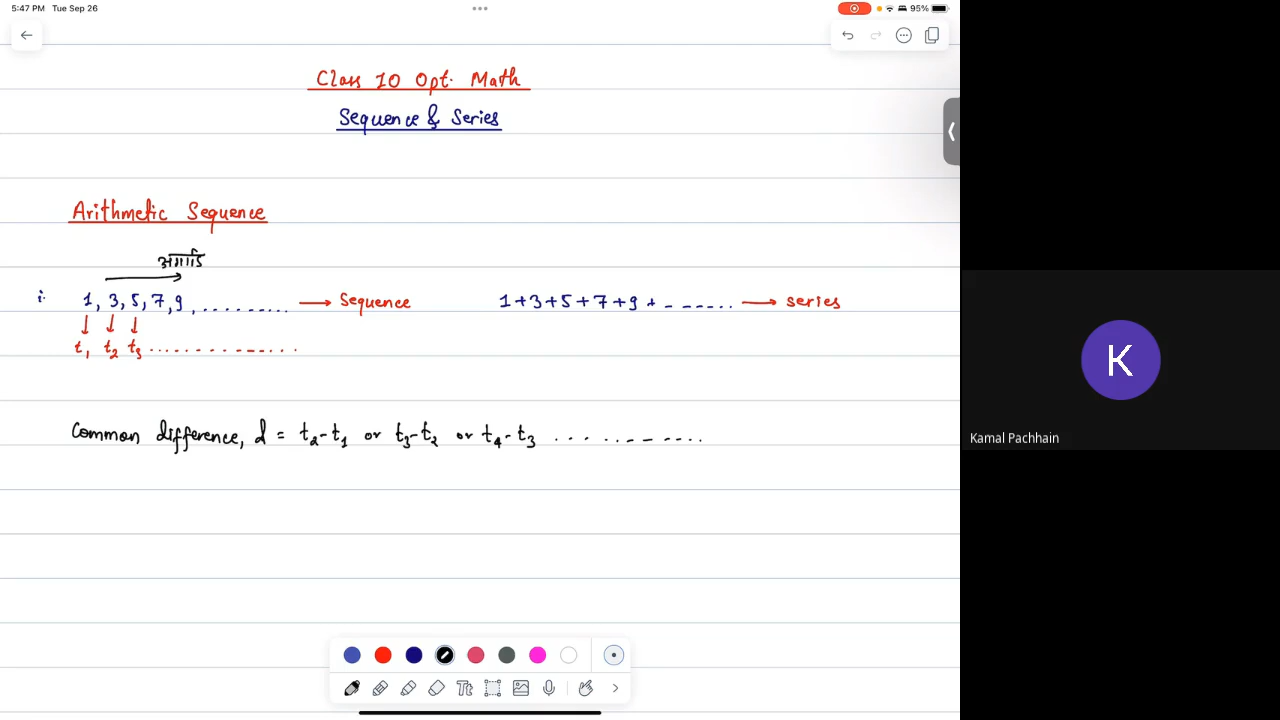 5:47 PM Tue Sep 26
95%
Class 10 Opt. Math
Sequence & Series
Arithmetic Sequence
अगाडि
i. 1, 3, 5, 7, 9, .......... → Sequence 1+3+5+7+9+ ------- → series
↓ ↓ ↓
t₁ t₂ t₃ ..............
Common difference, d = t₂-t₁ or t₃-t₂ or t₄-t₃ ............
Tt
K
Kamal Pachhain